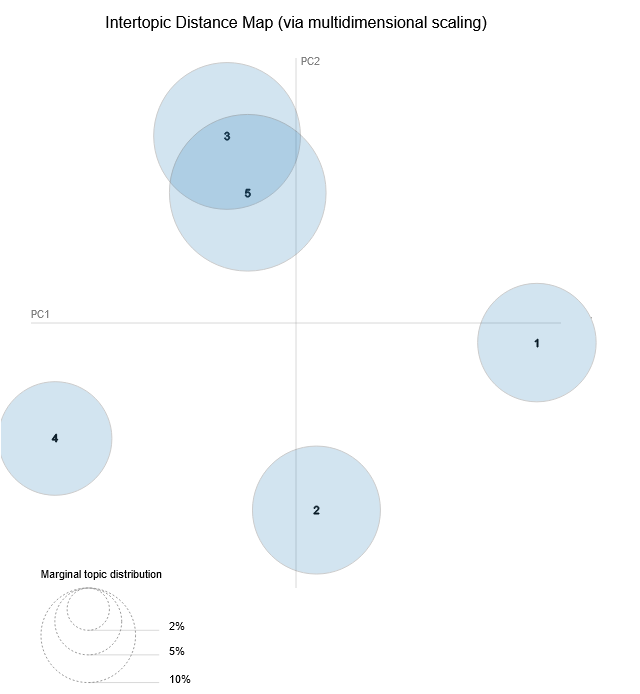 Intertopic Distance Map (via multidimensional scaling)
PC2
3
5
PC1
1
4
2
Marginal topic distribution
2%
5%
10%